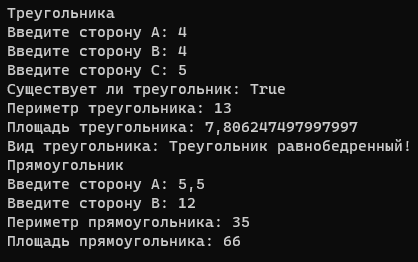 Треугольника
Введите сторону A: 4
Введите сторону B: 4
Введите сторону C: 5
Существует ли треугольник: True
Периметр треугольника: 13
Площадь треугольника: 7,806247497997997
Вид треугольника: Треугольник равнобедренный!
Прямоугольник
Введите сторону A: 5,5
Введите сторону B: 12
Периметр прямоугольника: 35
Площадь прямоугольника: 66